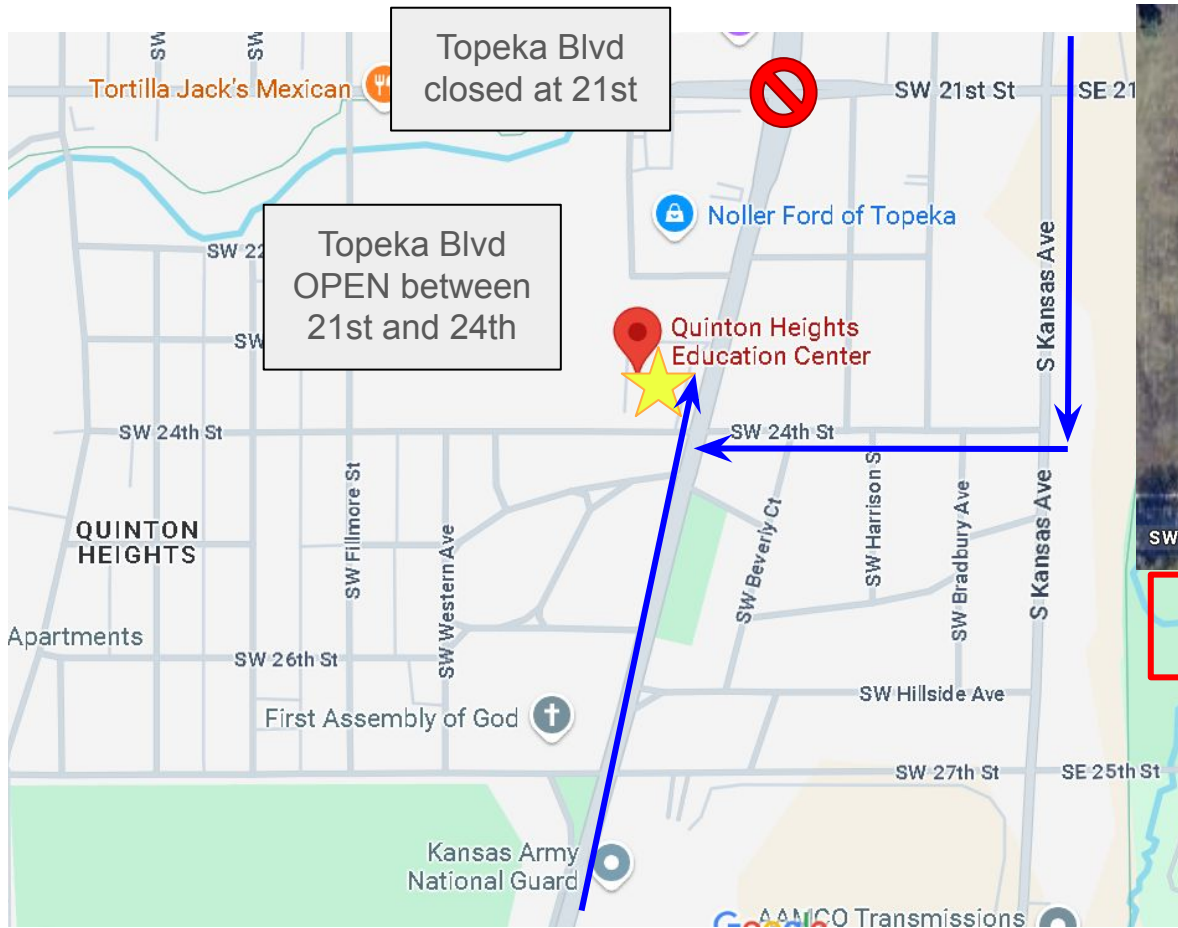 Topeka Blvd
closed at 21st
SW
SW
Tortilla Jack's Mexican
SW 21st St
SE 21
Noller Ford of Topeka
SW 22
Topeka Blvd
OPEN between
21st and 24th
SW
Quinton Heights
Education Center
S Kansas Ave
SW 24th St
SW 24th St
QUINTON
HEIGHTS
SW Fillmore St
SW Western Ave
SW Beverly Ct
SW Harrison S
SW Bradbury Ave
S Kansas Ave
SW
Apartments
SW 26th St
SW Hillside Ave
First Assembly of God
SW 27th St
SE 25th St
Kansas Army
National Guard
Google
AAMCO Transmissions